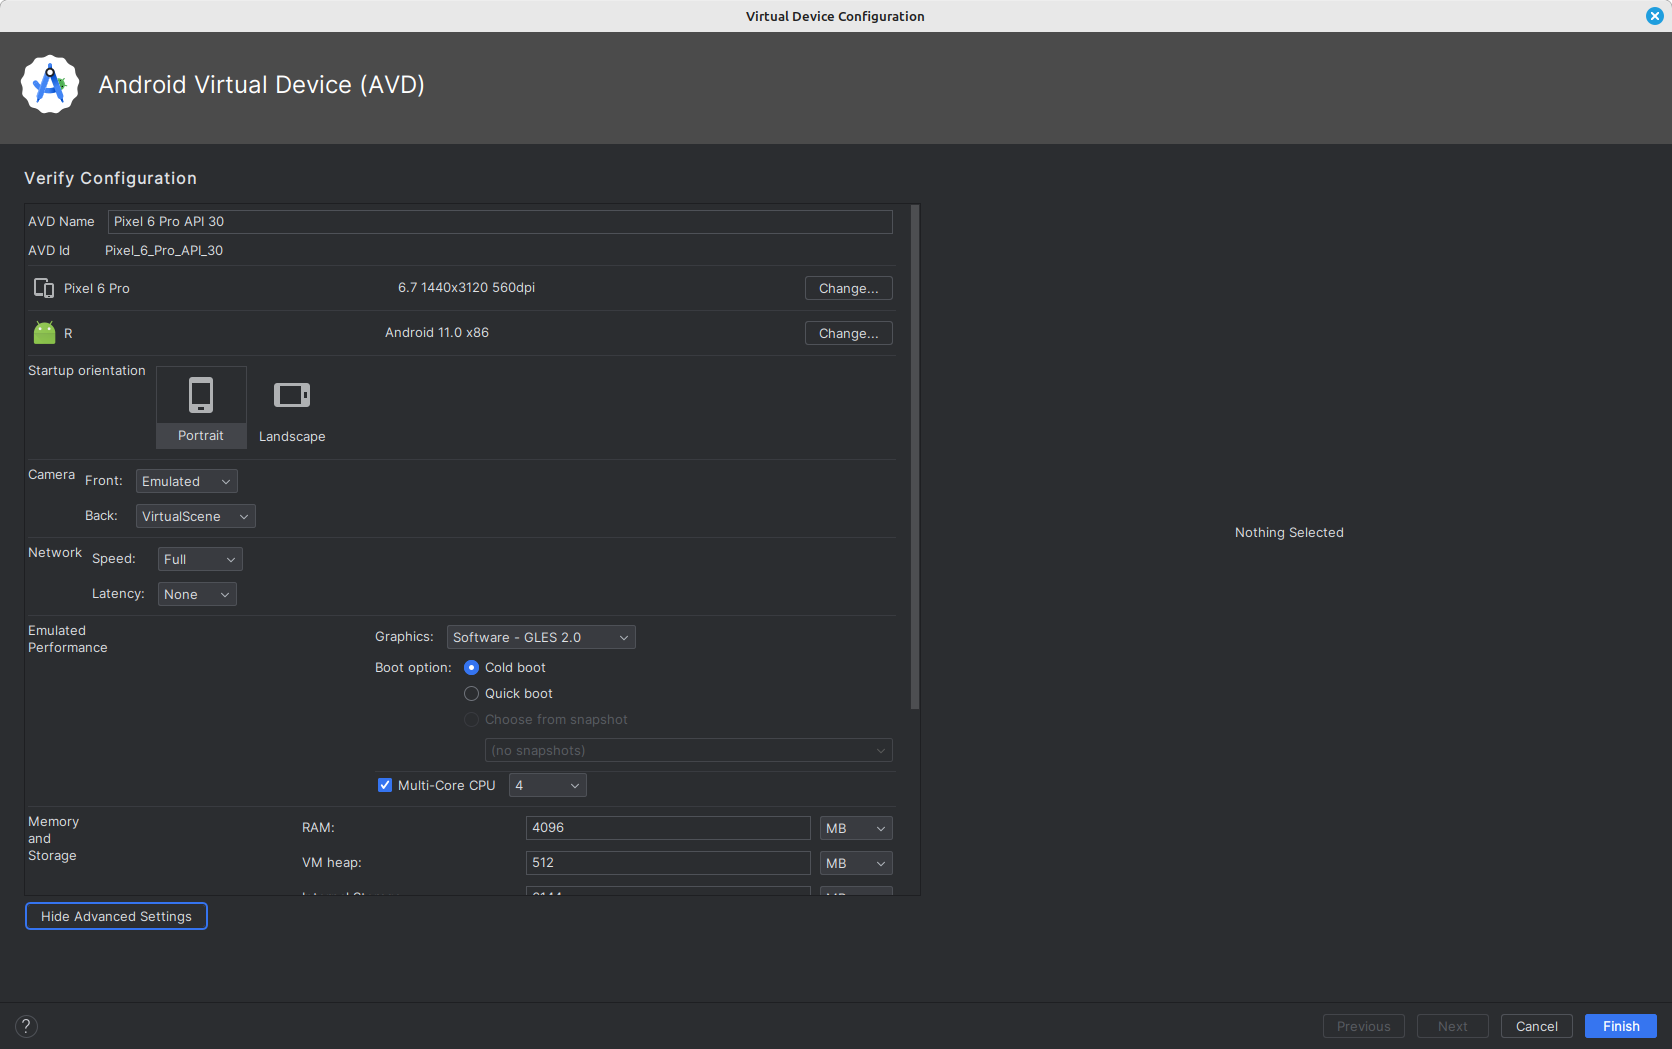 Virtual Device Configuration
Android Virtual Device (AVD)
Verify Configuration
AVD Name Pixel 6 Pro API 30
AVD Id Pixel_6_Pro_API_30
Pixel 6 Pro 6.7 1440x3120 560dpi Change...
R Android 11.0 x86 Change...
Startup orientation
Portrait Landscape
Camera Front: Emulated
Back: VirtualScene
Network Speed: Full
Latency: None
Emulated
Performance
Graphics: Software - GLES 2.0
Boot option: Cold boot
Quick boot
Choose from snapshot
(no snapshots)
Multi-Core CPU 4
Memory
and
Storage
RAM: 4096 MB
VM heap: 512 MB
Nothing Selected
Hide Advanced Settings
? Previous Next Cancel Finish